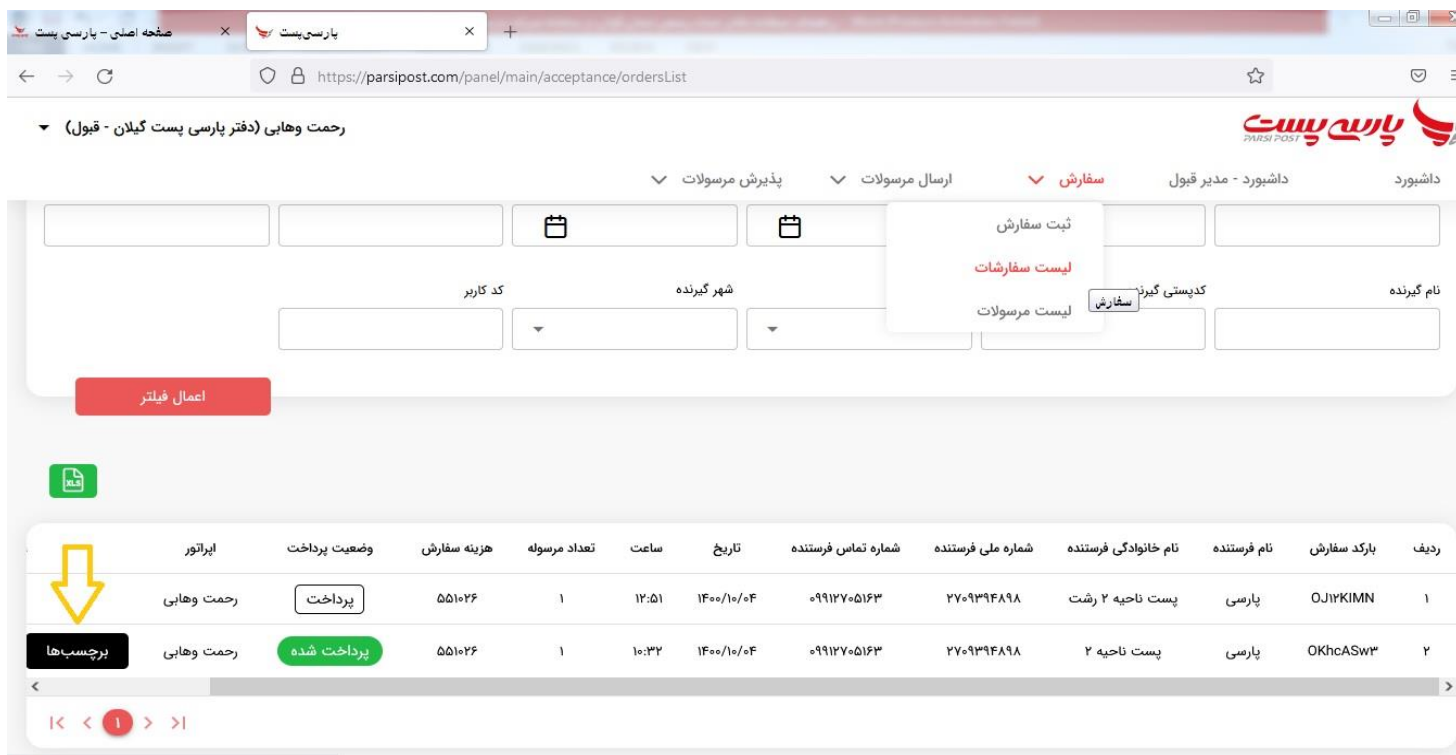 صفحه اصلی – پارسی پست
پارسی‌پست
https://parsipost.com/panel/main/acceptance/ordersList
پارسی پست
PARSI POST
رحمت وهابی (دفتر پارسی پست گیلان - قبول)
داشبورد داشبورد - مدیر قبول سفارش ارسال مرسولات پذیرش مرسولات
ثبت سفارش
لیست سفارشات
لیست مرسولات
سفارش
نام گیرنده کدپستی گیرنده شهر گیرنده کد کاربر
اعمال فیلتر
XLS
ردیف بارکد سفارش نام فرستنده نام خانوادگی فرستنده شماره ملی فرستنده شماره تماس فرستنده تاریخ ساعت تعداد مرسوله هزینه سفارش وضعیت پرداخت اپراتور
۱ OJ۱۲KIMN پارسی پست ناحیه ۲ رشت ۲۷۰۹۳۹۴۸۹۸ ۰۹۹۱۲۷۰۵۱۶۳ ۱۴۰۰/۱۰/۰۴ ۱۲:۵۱ ۱ ۵۵۱۰۲۶ پرداخت رحمت وهابی
۲ OKhcASw۳ پارسی پست ناحیه ۲ ۲۷۰۹۳۹۴۸۹۸ ۰۹۹۱۲۷۰۵۱۶۳ ۱۴۰۰/۱۰/۰۴ ۱۰:۳۲ ۱ ۵۵۱۰۲۶ پرداخت شده رحمت وهابی برچسب‌ها
۱